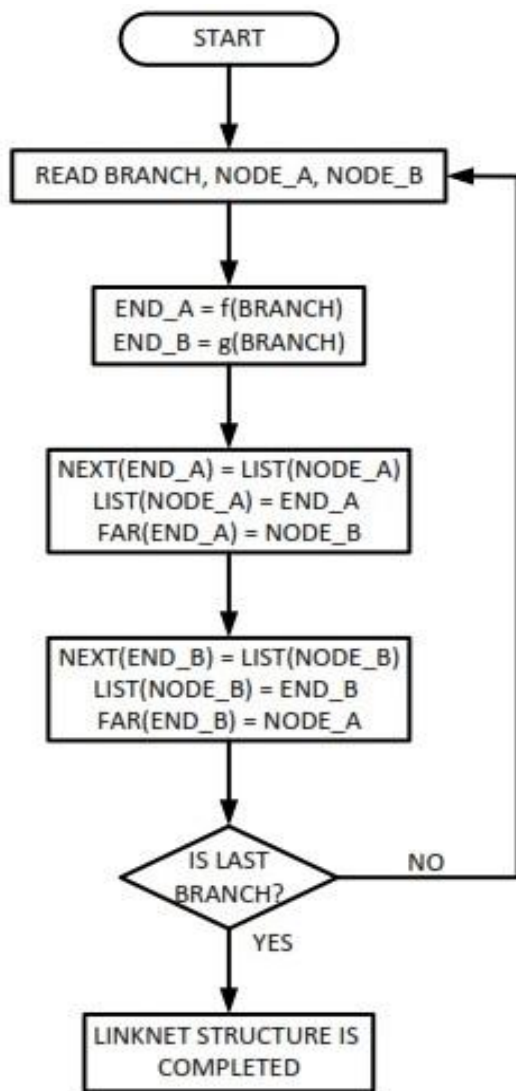 START
READ BRANCH, NODE_A, NODE_B
END_A = f(BRANCH)
END_B = g(BRANCH)
NEXT(END_A) = LIST(NODE_A)
LIST(NODE_A) = END_A
FAR(END_A) = NODE_B
NEXT(END_B) = LIST(NODE_B)
LIST(NODE_B) = END_B
FAR(END_B) = NODE_A
IS LAST
BRANCH?
NO
YES
LINKNET STRUCTURE IS
COMPLETED